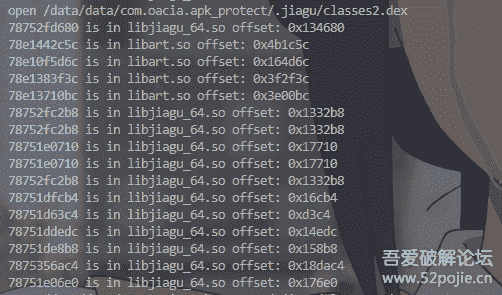 open /data/data/com.oacia.apk_protect/.jiagu/classes2.dex
78752fd680 is in libjiagu_64.so offset: 0x134680
78e1442c5c is in libart.so offset: 0x4b1c5c
78e10f5d6c is in libart.so offset: 0x164d6c
78e1383f3c is in libart.so offset: 0x3f2f3c
78e13710bc is in libart.so offset: 0x3e00bc
78752fc2b8 is in libjiagu_64.so offset: 0x1332b8
78752fc2b8 is in libjiagu_64.so offset: 0x1332b8
78751e0710 is in libjiagu_64.so offset: 0x17710
78751e0710 is in libjiagu_64.so offset: 0x17710
78752fc2b8 is in libjiagu_64.so offset: 0x1332b8
78751dfcb4 is in libjiagu_64.so offset: 0x16cb4
78751d63c4 is in libjiagu_64.so offset: 0xd3c4
78751ddedc is in libjiagu_64.so offset: 0x14edc
78751de8b8 is in libjiagu_64.so offset: 0x158b8
7875356ac4 is in libjiagu_64.so offset: 0x18dac4
78751e06e0 is in libjiagu_64.so offset: 0x176e0
吾爱破解论坛
www.52pojie.cn